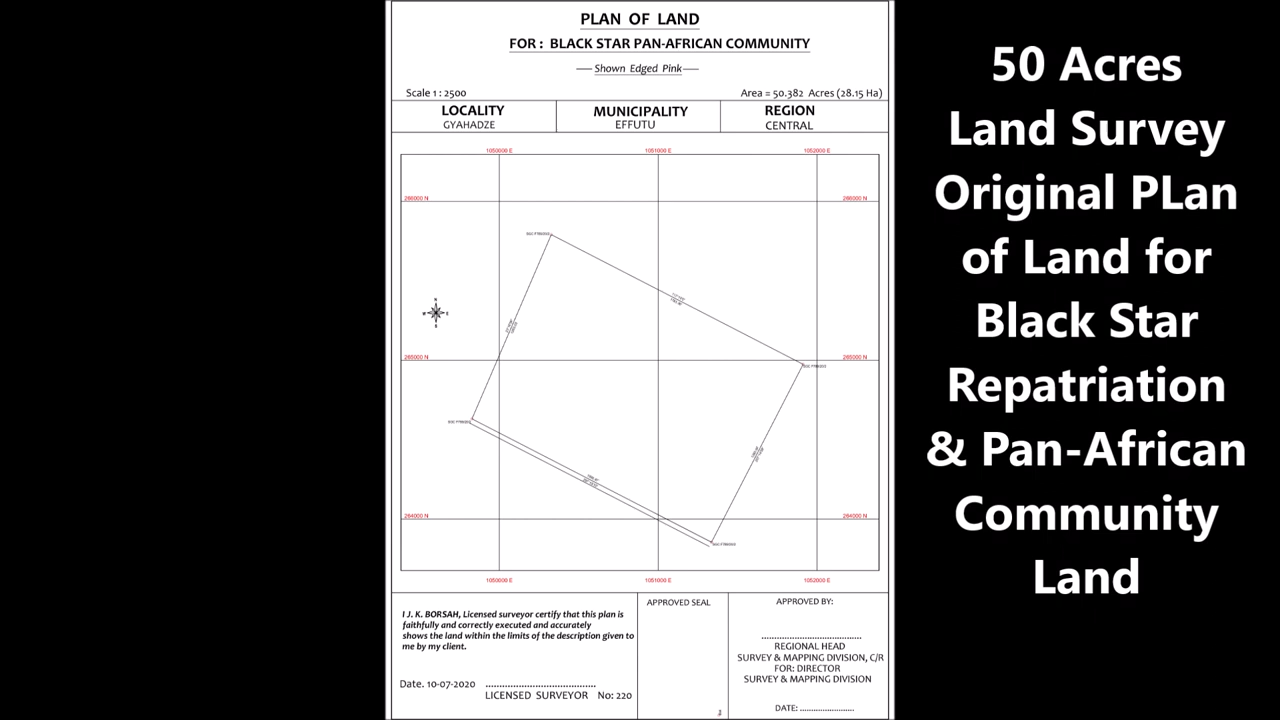 PLAN OF LAND
FOR : BLACK STAR PAN-AFRICAN COMMUNITY
Shown Edged Pink
Scale 1 : 2500
Area = 50.382 Acres (28.15 Ha)
LOCALITY
GYAHADZE
MUNICIPALITY
EFFUTU
REGION
CENTRAL
1050000 E
1051000 E
1052000 E
266000 N
266000 N
265000 N
265000 N
264000 N
264000 N
1050000 E
1051000 E
1052000 E
I J. K. BORSAH, Licensed surveyor certify that this plan is
faithfully and correctly executed and accurately
shows the land within the limits of the description given to
me by my client.
Date. 10-07-2020
LICENSED SURVEYOR No: 220
APPROVED SEAL
APPROVED BY:
REGIONAL HEAD
SURVEY & MAPPING DIVISION, C/R
FOR: DIRECTOR
SURVEY & MAPPING DIVISION
DATE: ........................
50 Acres
Land Survey
Original PLan
of Land for
Black Star
Repatriation
& Pan-African
Community
Land